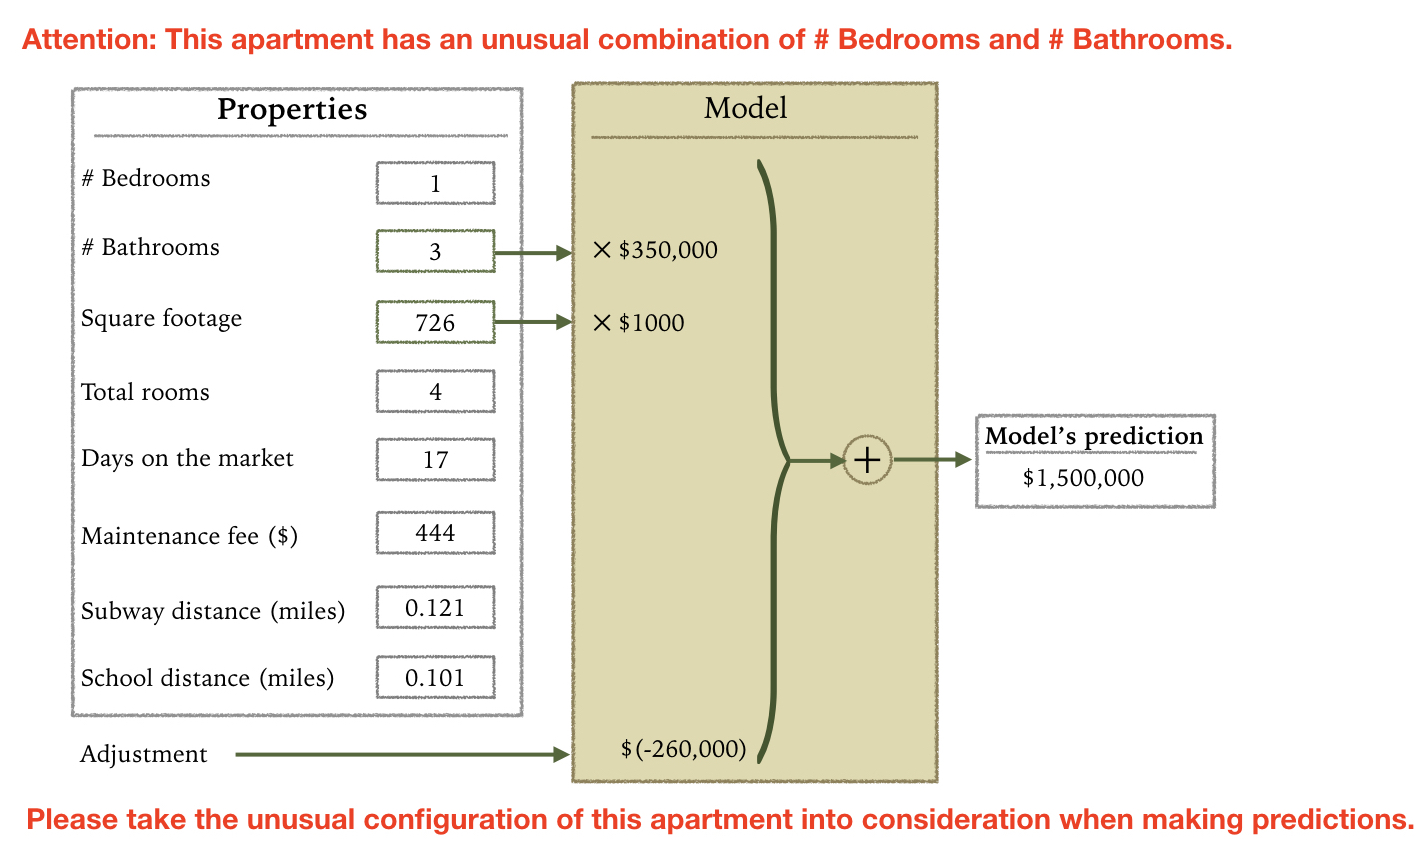 Attention: This apartment has an unusual combination of # Bedrooms and # Bathrooms.
Properties
Model
# Bedrooms 1
# Bathrooms 3 × $350,000
Square footage 726 × $1000
Total rooms 4
Days on the market 17
Model's prediction
$1,500,000
+
Maintenance fee ($) 444
Subway distance (miles) 0.121
School distance (miles) 0.101
Adjustment $(-260,000)
Please take the unusual configuration of this apartment into consideration when making predictions.